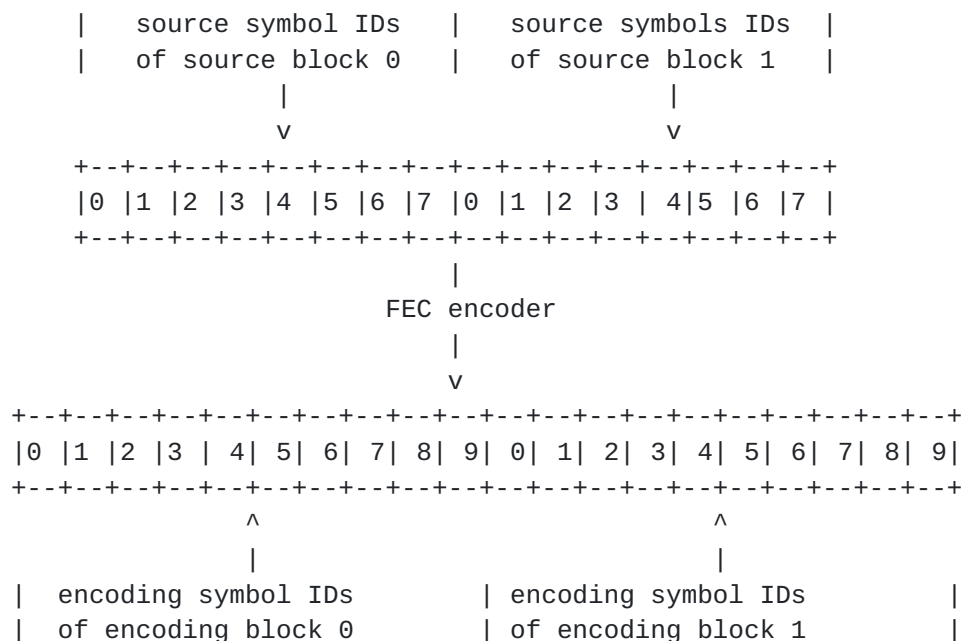 |   source symbol IDs   |   source symbols IDs  |
|   of source block 0   |   of source block 1   |
            |                        |
            v                        v
+--+--+--+--+--+--+--+--+--+--+--+--+--+--+--+--+
|0 |1 |2 |3 |4 |5 |6 |7 |0 |1 |2 |3 | 4|5 |6 |7 |
+--+--+--+--+--+--+--+--+--+--+--+--+--+--+--+--+
                        |
                    FEC encoder
                        |
                        v
+--+--+--+--+--+--+--+--+--+--+--+--+--+--+--+--+--+--+--+--+
|0 |1 |2 |3 | 4| 5| 6| 7| 8| 9| 0| 1| 2| 3| 4| 5| 6| 7| 8| 9|
+--+--+--+--+--+--+--+--+--+--+--+--+--+--+--+--+--+--+--+--+
               ^                             ^
               |                             |
|  encoding symbol IDs        | encoding symbol IDs         |
|  of encoding block 0        | of encoding block 1         |